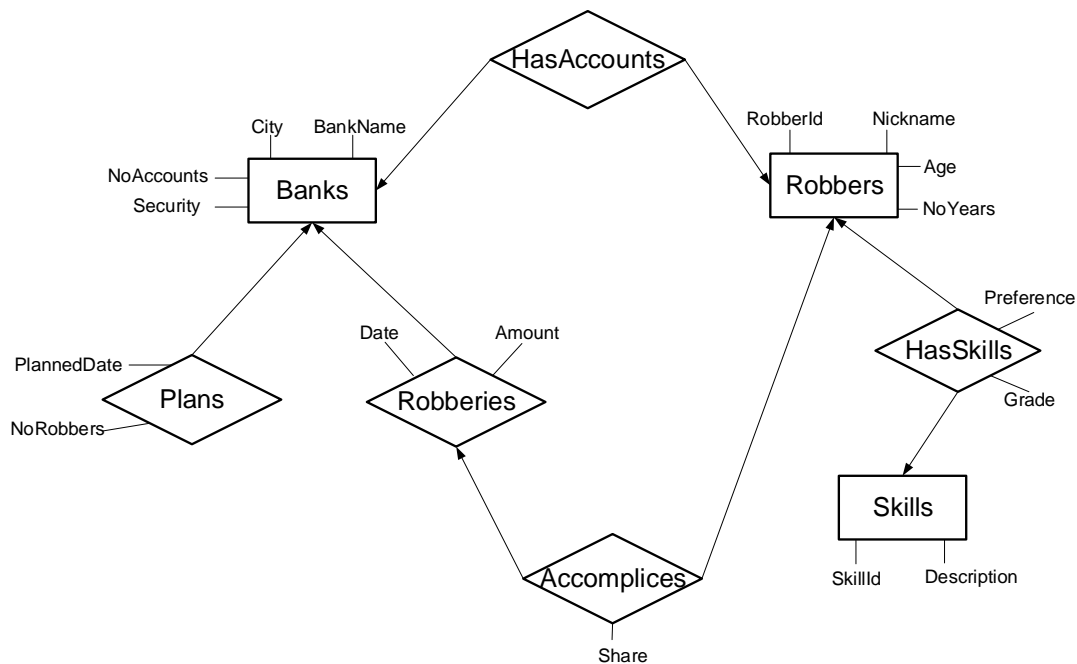 HasAccounts
City
BankName
NoAccounts
Security
Banks
RobberId
Nickname
Age
NoYears
Robbers
Date
Amount
PlannedDate
NoRobbers
Plans
Robberies
Preference
HasSkills
Grade
Skills
SkillId
Description
Accomplices
Share